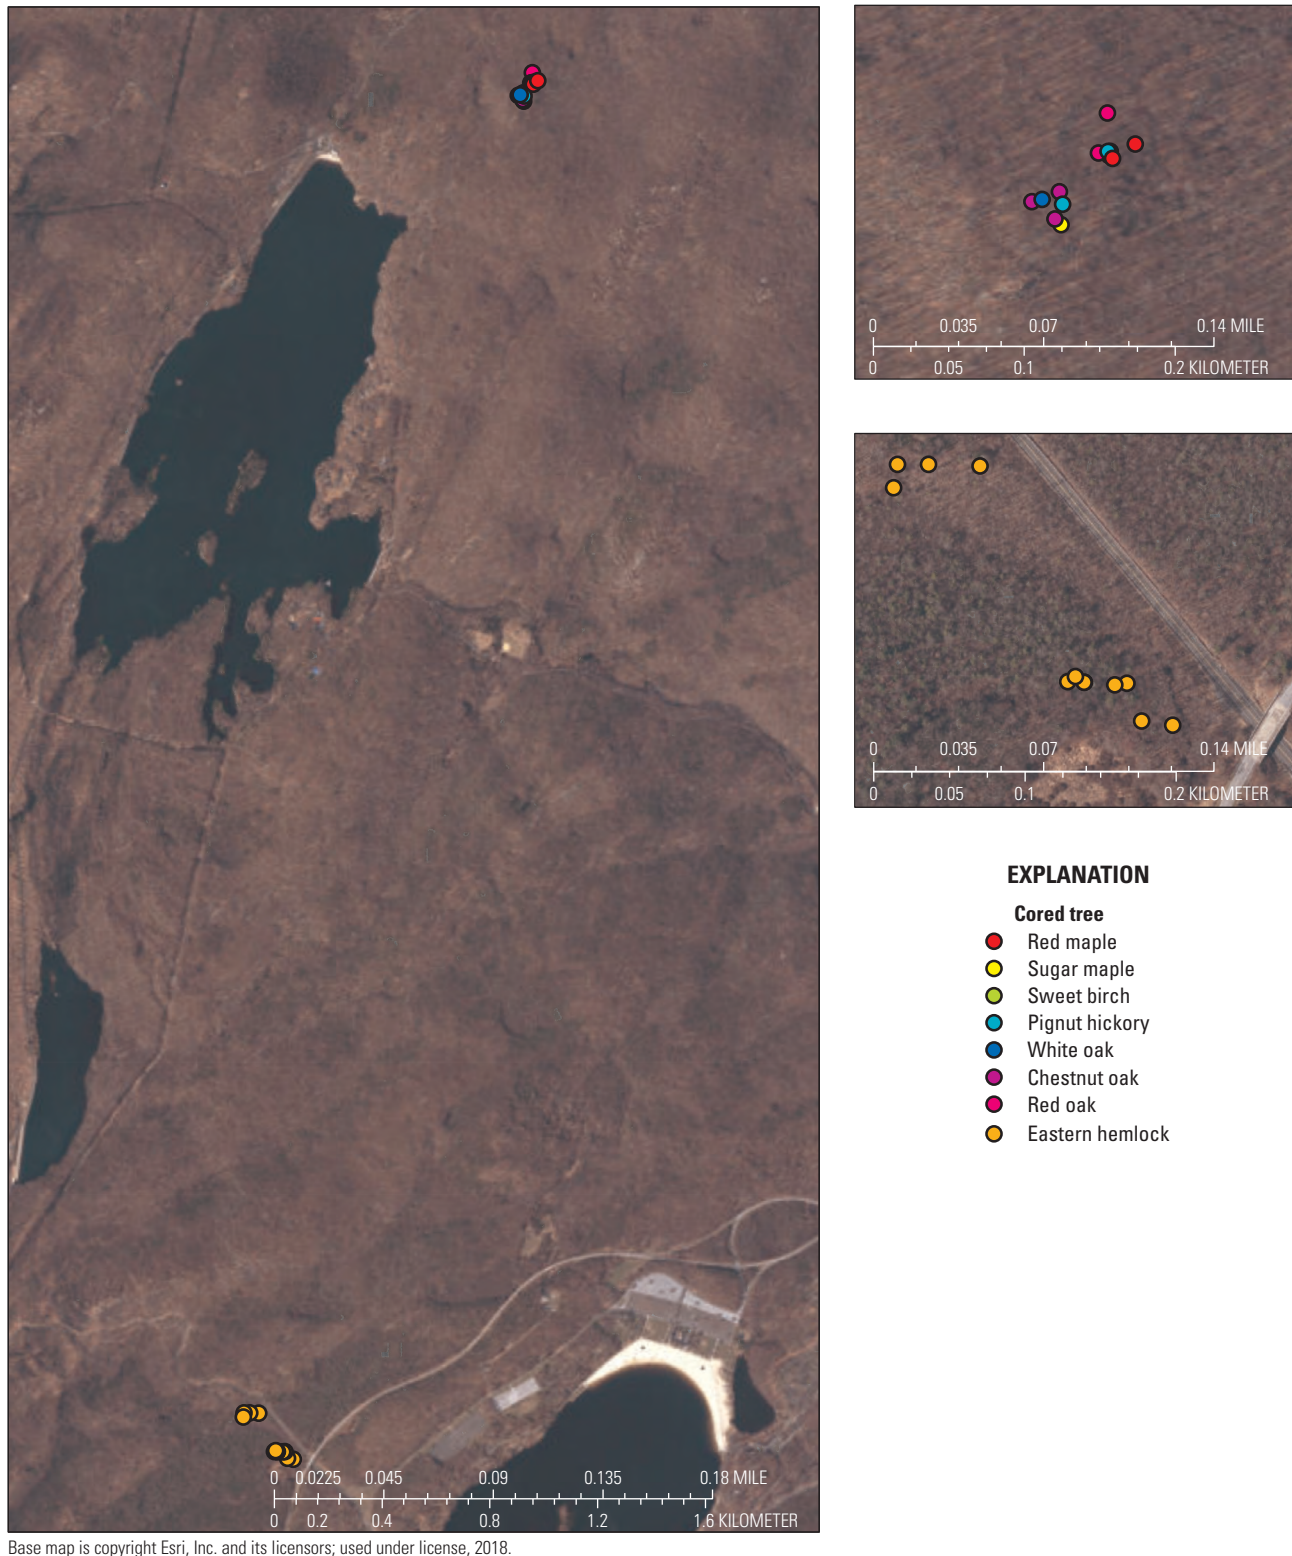 0 0.035 0.07 0.14 MILE
0 0.05 0.1 0.2 KILOMETER
0 0.035 0.07 0.14 MILE
0 0.05 0.1 0.2 KILOMETER
EXPLANATION
Cored tree
Red maple
Sugar maple
Sweet birch
Pignut hickory
White oak
Chestnut oak
Red oak
Eastern hemlock
0 0.0225 0.045 0.09 0.135 0.18 MILE
0 0.2 0.4 0.8 1.2 1.6 KILOMETER
Base map is copyright Esri, Inc. and its licensors; used under license, 2018.